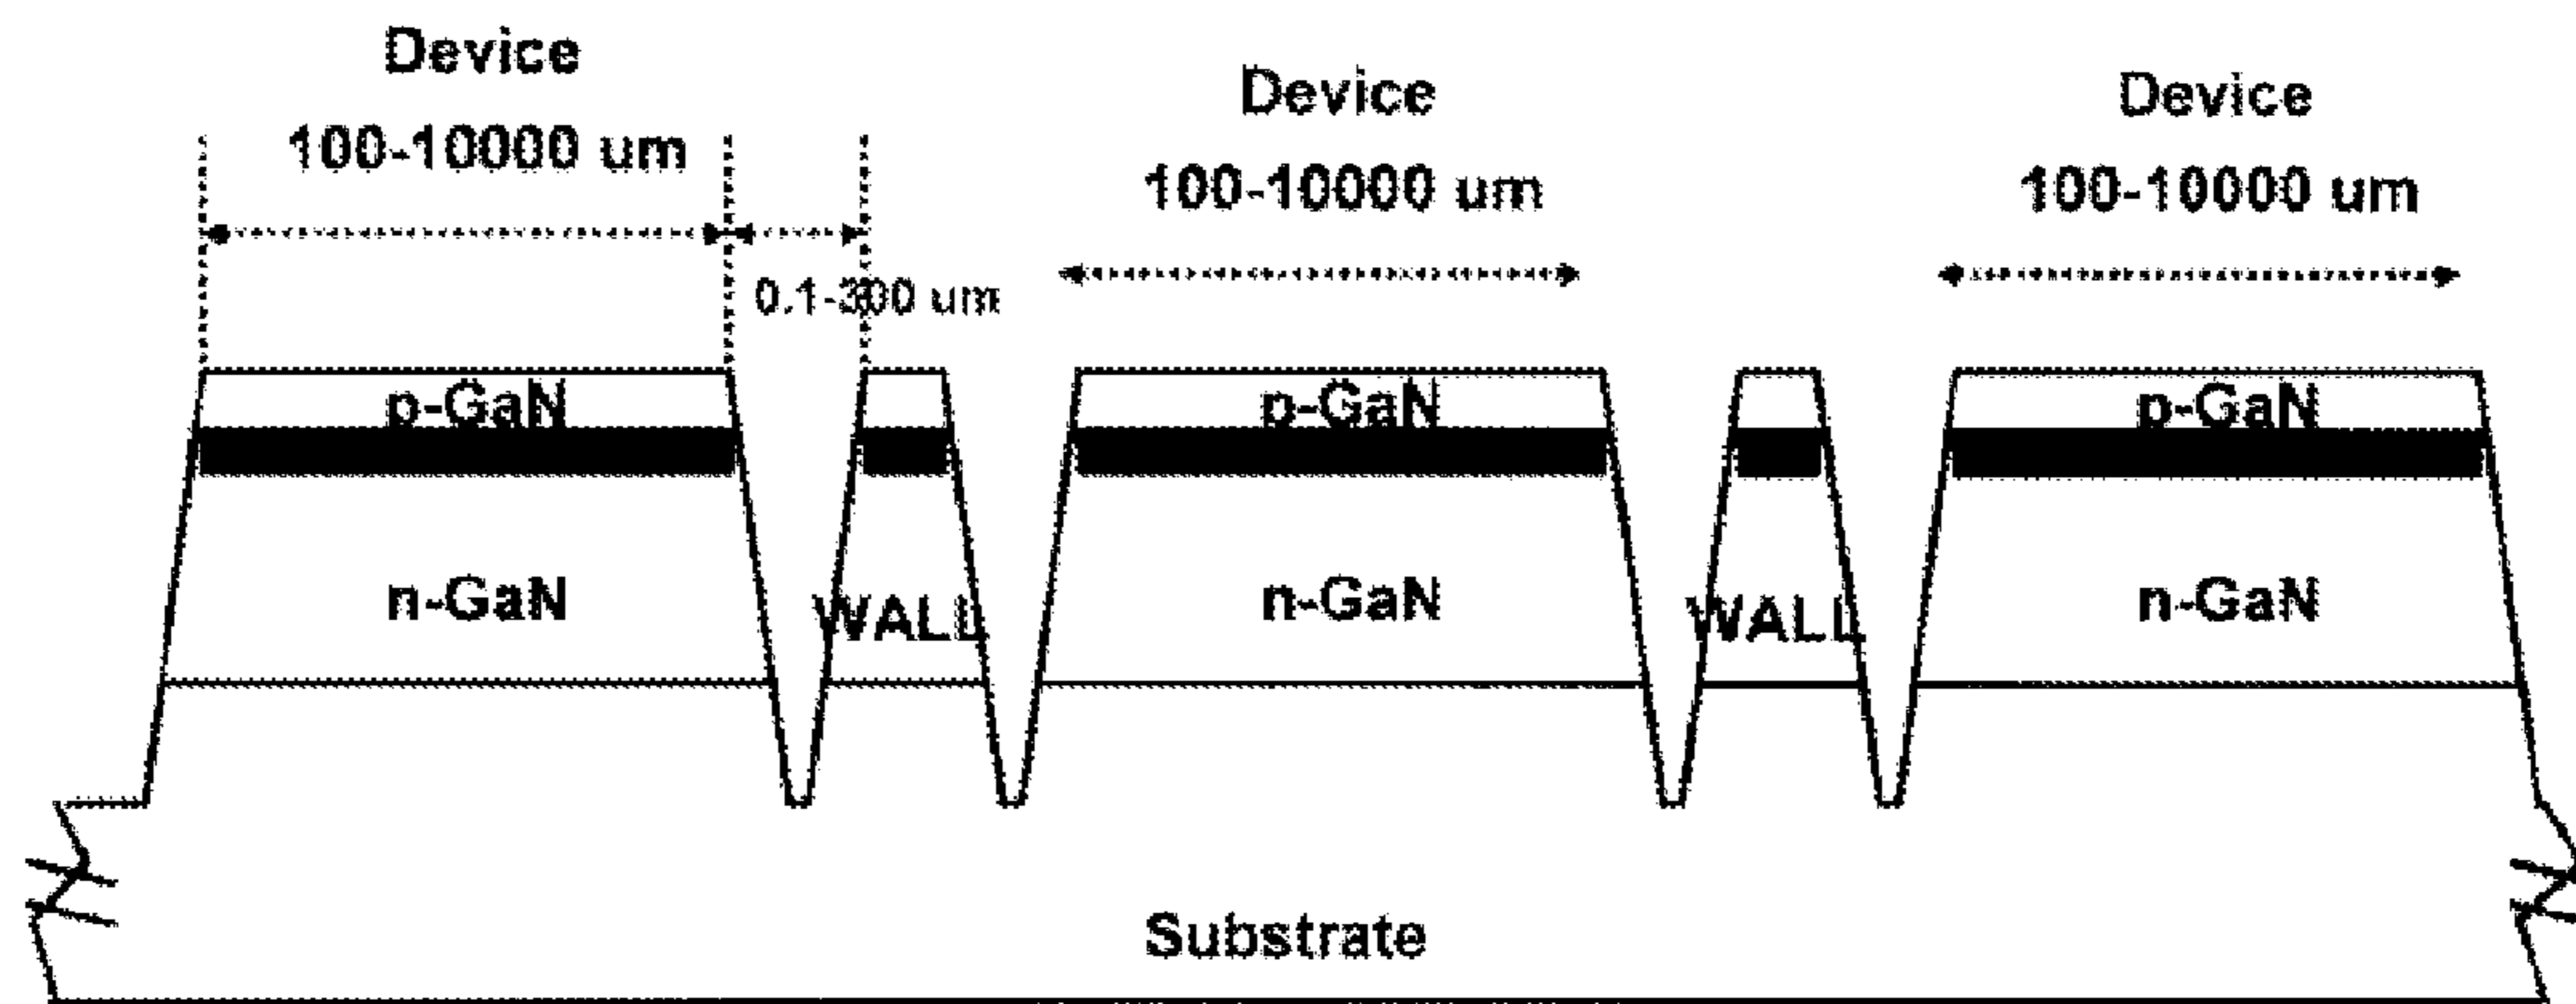 Device
100-10000 um
Device
100-10000 um
Device
100-10000 um
0.1-300 um
p-GaN
p-GaN
p-GaN
n-GaN
WALL
n-GaN
WALL
n-GaN
Substrate